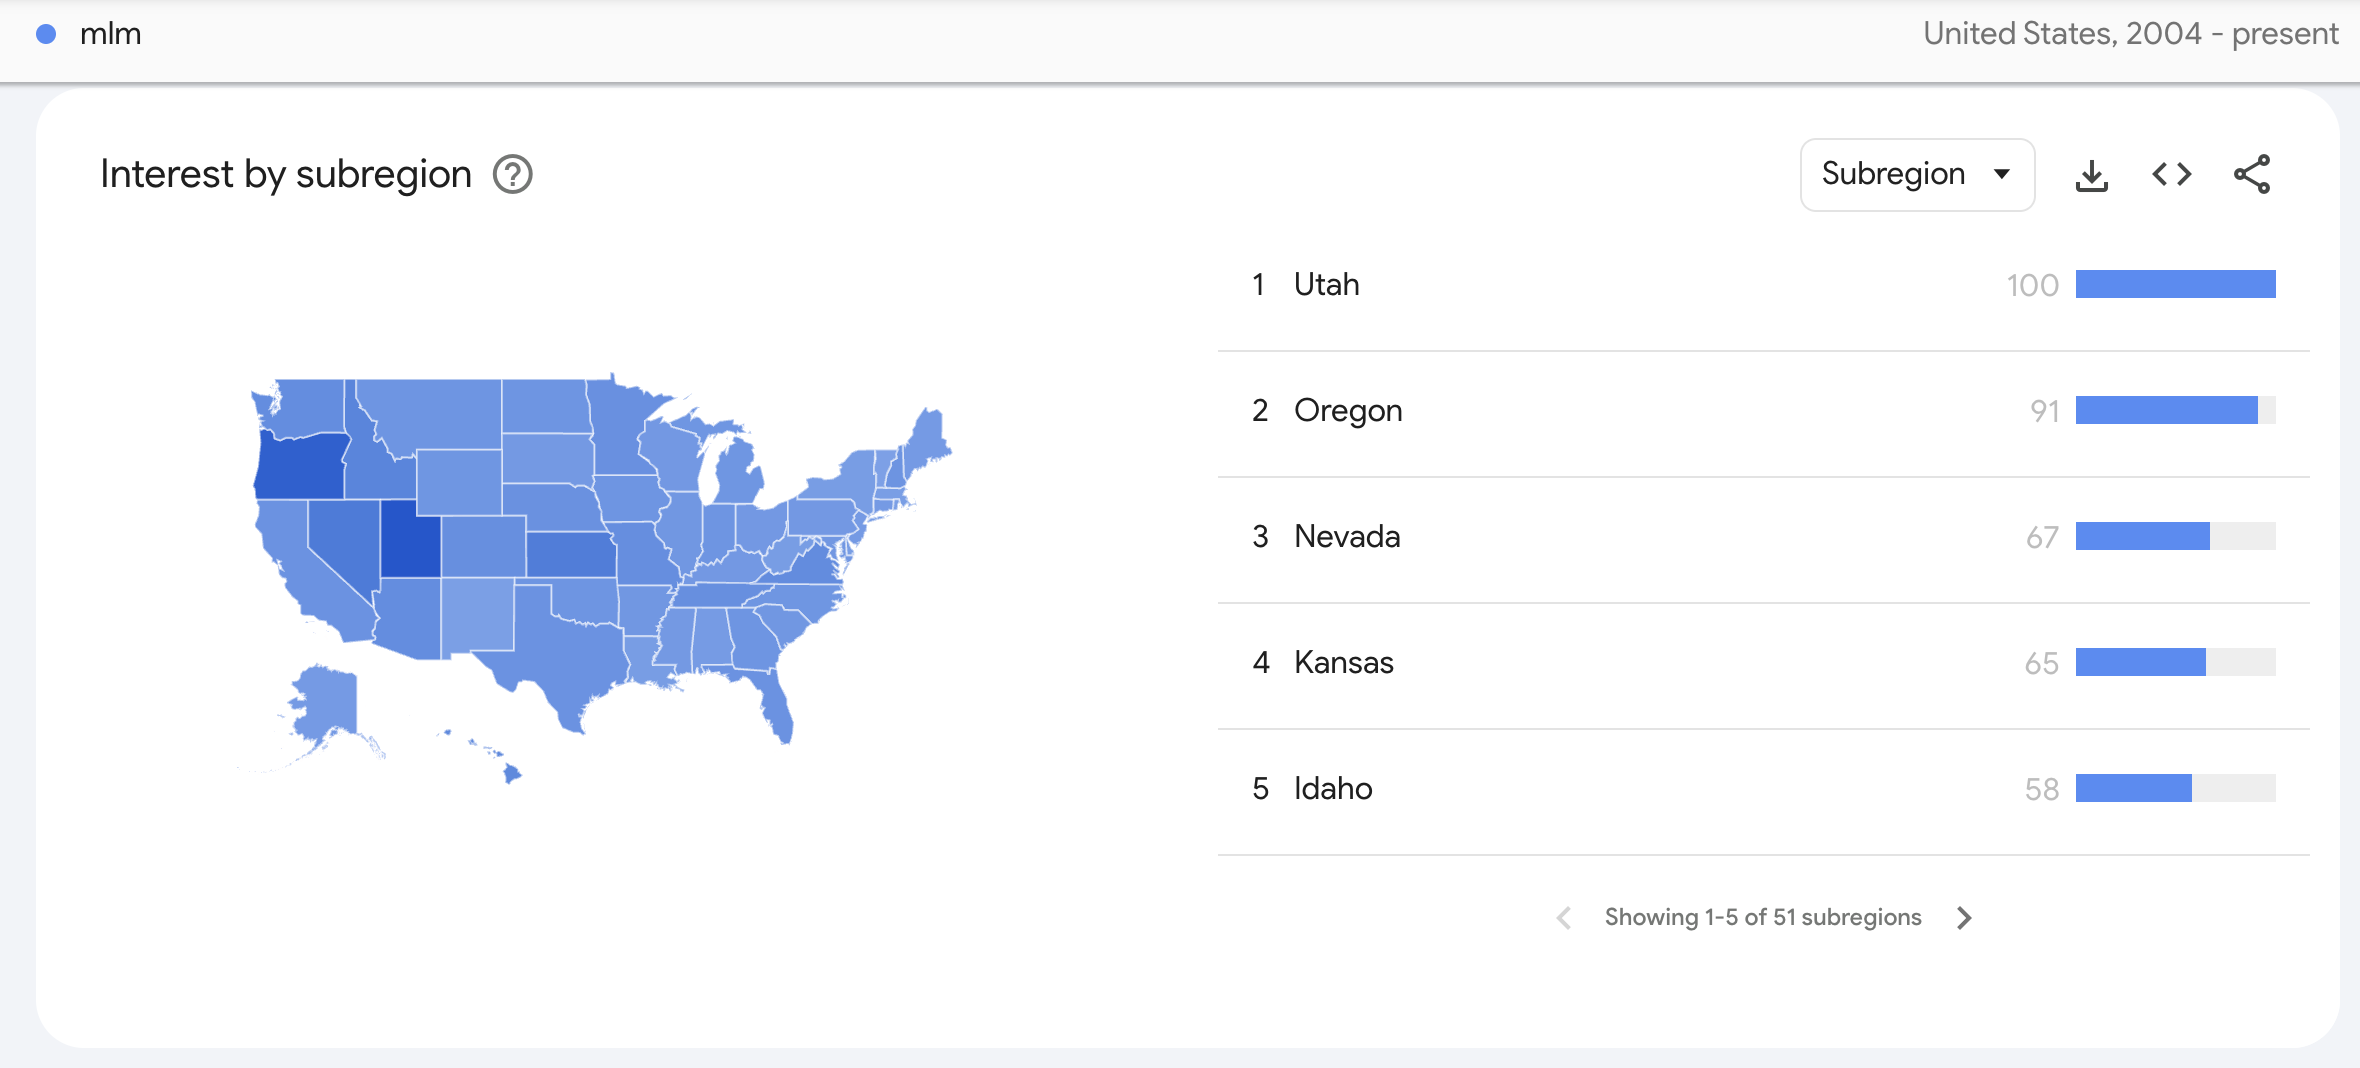 mlm
United States, 2004 - present
Interest by subregion
Subregion
1 Utah 100
2 Oregon 91
3 Nevada 67
4 Kansas 65
5 Idaho 58
Showing 1-5 of 51 subregions